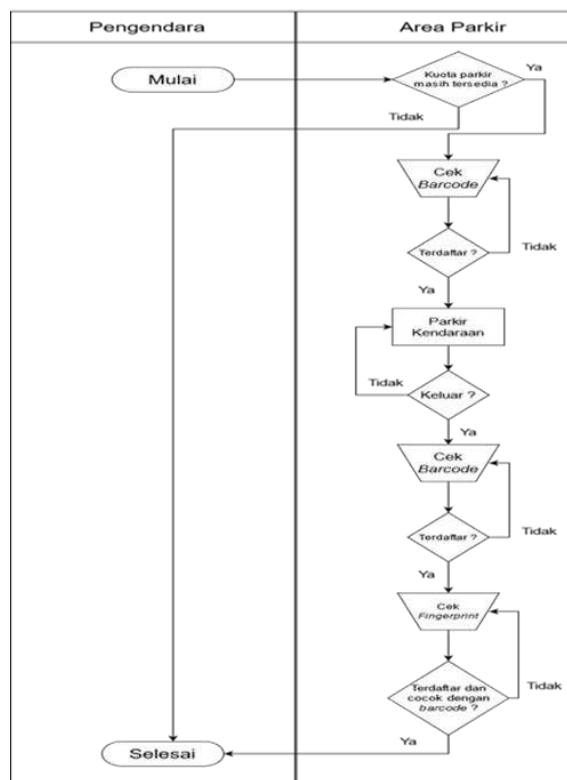 Pengendara
Area Parkir
Mulai
Kuota parkir
masih tersedia ?
Ya
Tidak
Cek
Barcode
Terdaftar ?
Tidak
Ya
Parkir
Kendaraan
Tidak
Keluar ?
Ya
Cek
Barcode
Terdaftar ?
Tidak
Ya
Cek
Fingerprint
Terdaftar dan
cocok dengan
barcode ?
Tidak
Ya
Selesai